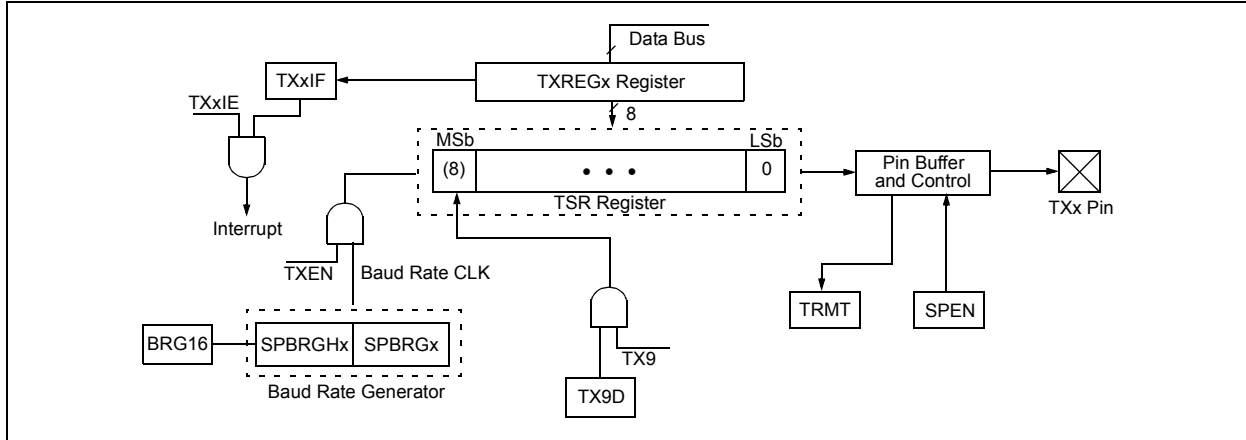 Data Bus
TXxIF
TXREGx Register
TXxIE
8
MSb
LSb
(8)
• • •
0
Pin Buffer
and Control
TSR Register
TXx Pin
Interrupt
TXEN
Baud Rate CLK
TRMT
SPEN
BRG16
SPBRGHx
SPBRGx
TX9
Baud Rate Generator
TX9D